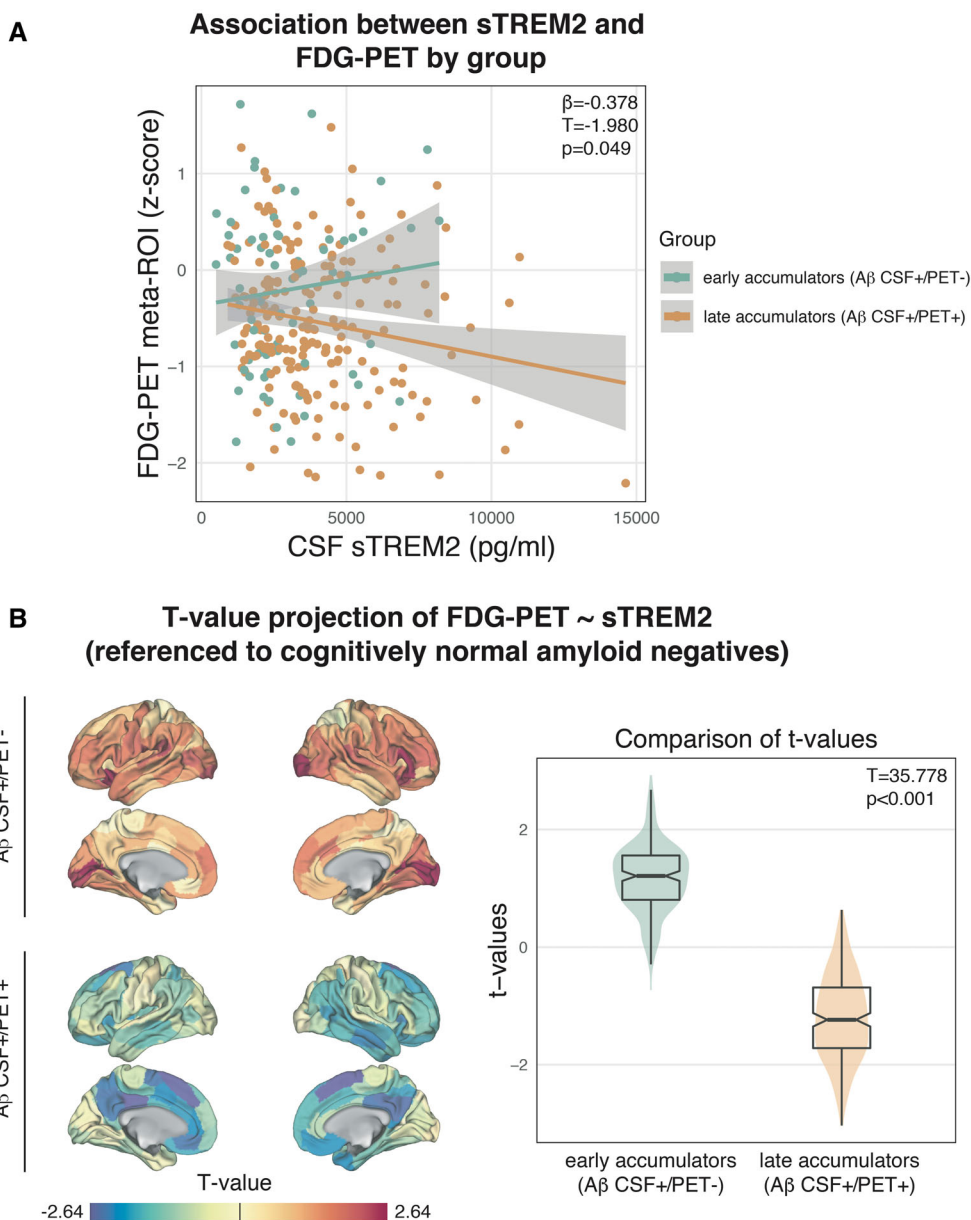 A
Association between sTREM2 and
FDG-PET by group
β=-0.378
T=-1.980
p=0.049
FDG-PET meta-ROI (z-score)
1
0
−1
−2
0 5000 10000 15000
CSF sTREM2 (pg/ml)
Group
early accumulators (Aβ CSF+/PET-)
late accumulators (Aβ CSF+/PET+)
B
T-value projection of FDG-PET ~ sTREM2
(referenced to cognitively normal amyloid negatives)
Aβ CSF+/PET-
Aβ CSF+/PET+
T-value
-2.64 2.64
Comparison of t-values
T=35.778
p<0.001
t−values
2
0
−2
early accumulators
(Aβ CSF+/PET-)
late accumulators
(Aβ CSF+/PET+)